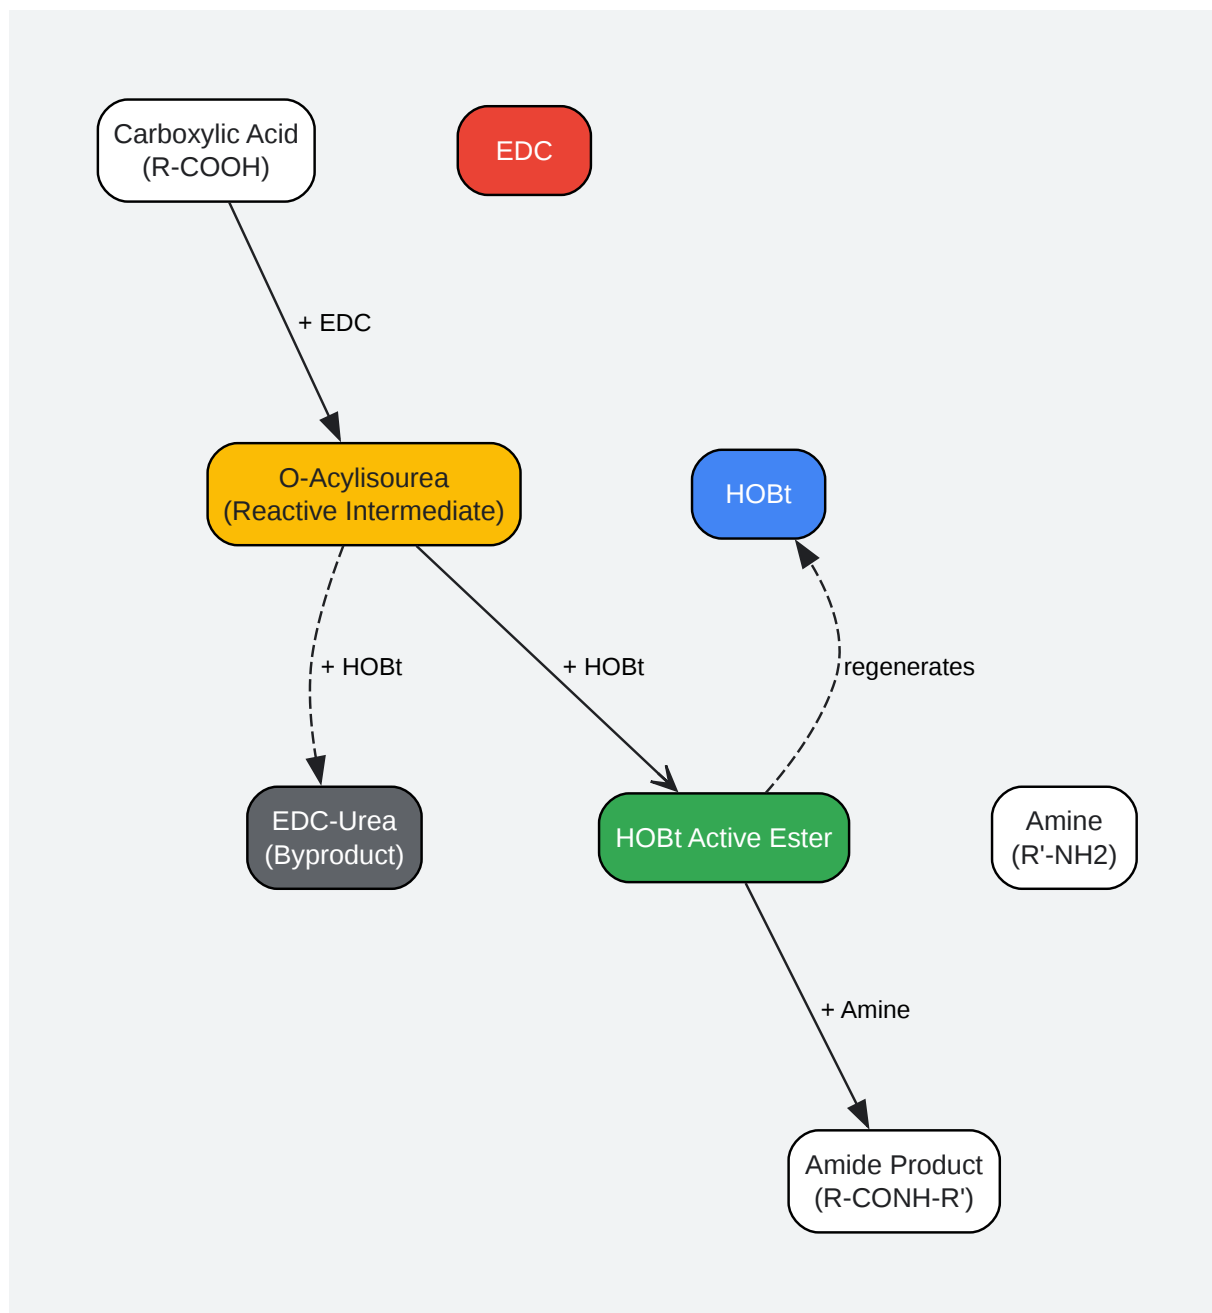 Carboxylic Acid
(R-COOH)
EDC
+ EDC
O-Acylisourea
(Reactive Intermediate)
HOBt
+ HOBt
+ HOBt
regenerates
EDC-Urea
(Byproduct)
HOBt Active Ester
Amine
(R'-NH2)
+ Amine
Amide Product
(R-CONH-R')